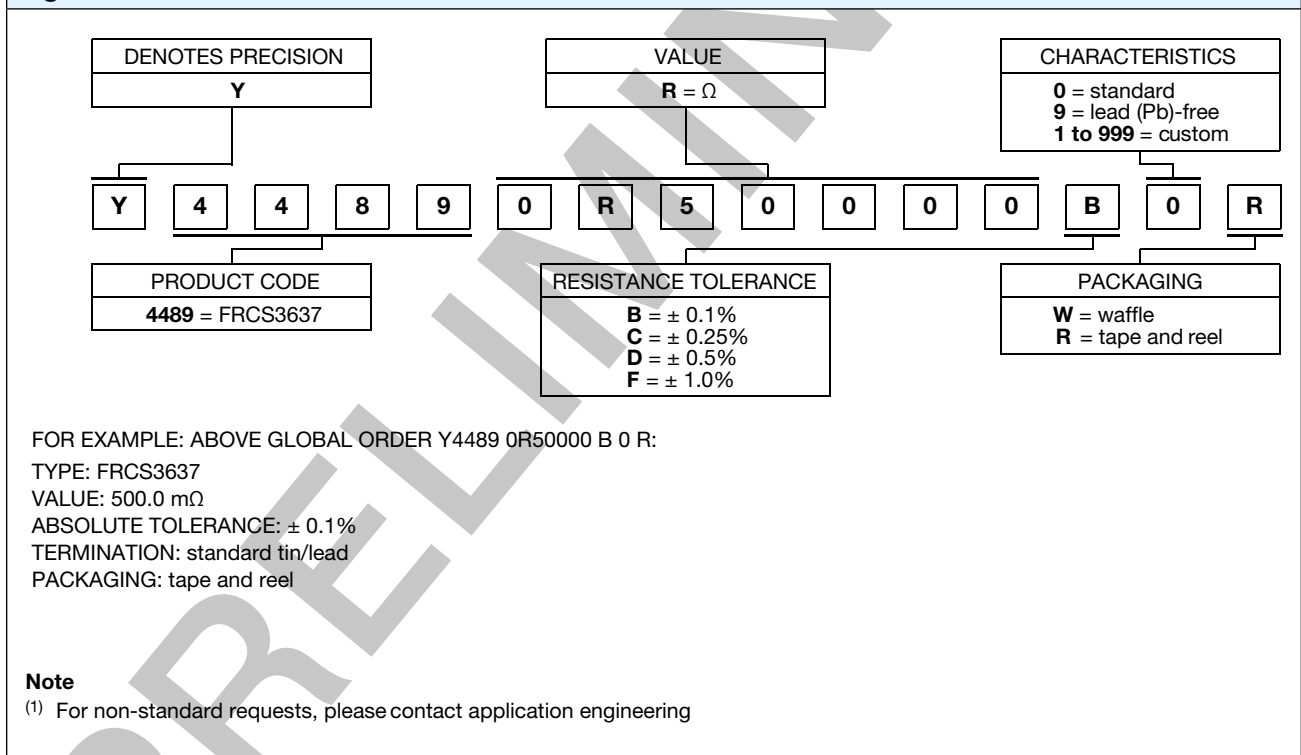 DENOTES PRECISION
Y
VALUE
R = Ω
CHARACTERISTICS
0 = standard
9 = lead (Pb)-free
1 to 999 = custom
Y 4 4 8 9 0 R 5 0 0 0 0 B 0 R
PRODUCT CODE
4489 = FRCS3637
RESISTANCE TOLERANCE
B = ± 0.1%
C = ± 0.25%
D = ± 0.5%
F = ± 1.0%
PACKAGING
W = waffle
R = tape and reel
FOR EXAMPLE: ABOVE GLOBAL ORDER Y4489 0R50000 B 0 R:
TYPE: FRCS3637
VALUE: 500.0 mΩ
ABSOLUTE TOLERANCE: ± 0.1%
TERMINATION: standard tin/lead
PACKAGING: tape and reel
Note
(1) For non-standard requests, please contact application engineering
PRELIMIN